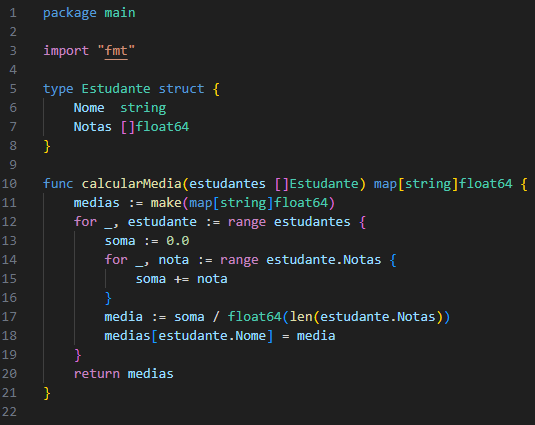 1 package main
2
3 import "fmt"
4
5 type Estudante struct {
6     Nome  string
7     Notas []float64
8 }
9
10 func calcularMedia(estudantes []Estudante) map[string]float64 {
11     medias := make(map[string]float64)
12     for _, estudante := range estudantes {
13         soma := 0.0
14         for _, nota := range estudante.Notas {
15             soma += nota
16         }
17         media := soma / float64(len(estudante.Notas))
18         medias[estudante.Nome] = media
19     }
20     return medias
21 }
22